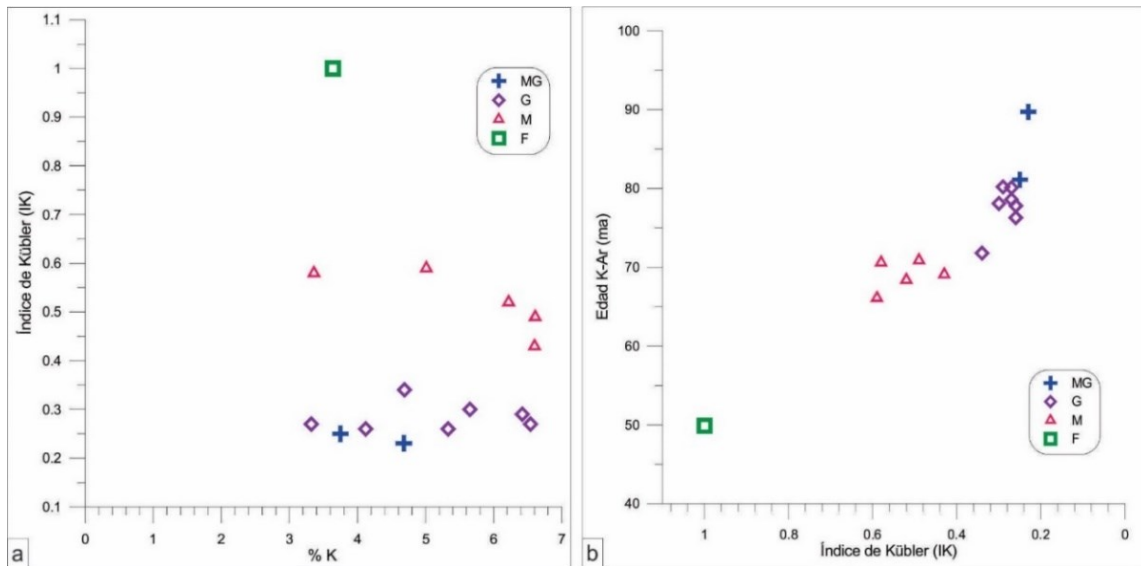 1.1
1
0.9
0.8
0.7
0.6
0.5
0.4
0.3
0.2
0.1
Índice de Kübler (IK)
0 1 2 3 4 5 6 7
% K
MG
G
M
F
a
100
90
80
70
60
50
40
Edad K-Ar (ma)
1 0.8 0.6 0.4 0.2 0
Índice de Kübler (IK)
MG
G
M
F
b